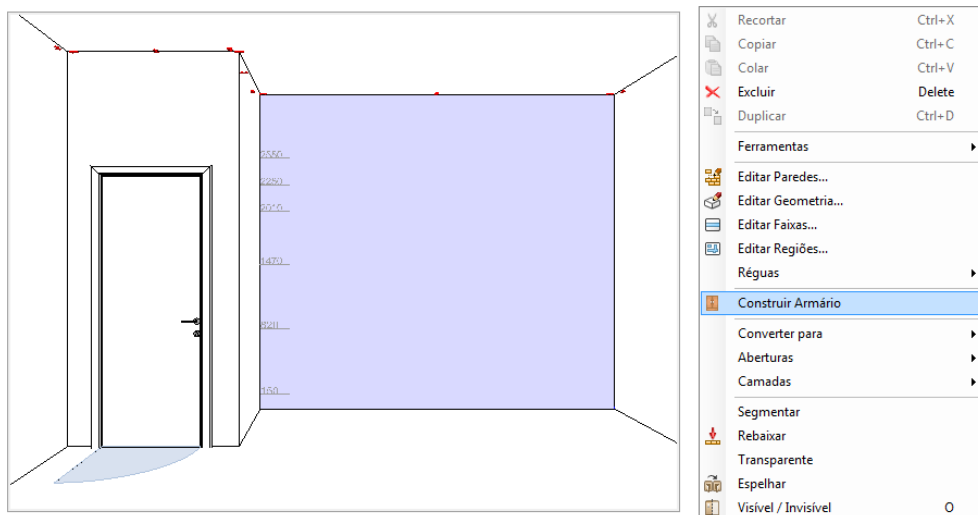 2550
2250
2010
1470
820
150
Recortar Ctrl+X
Copiar Ctrl+C
Colar Ctrl+V
Excluir Delete
Duplicar Ctrl+D
Ferramentas
Editar Paredes...
Editar Geometria...
Editar Faixas...
Editar Regiões...
Réguas
Construir Armário
Converter para
Aberturas
Camadas
Segmentar
Rebaixar
Transparente
Espelhar
Visível / Invisível O